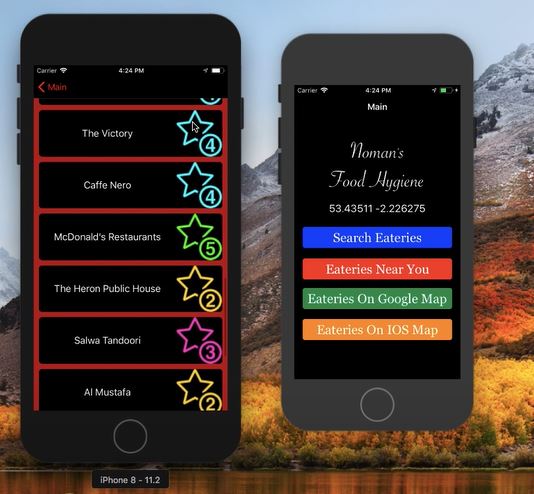 Carrier 4:24 PM
Main
The Victory
4
Caffe Nero
4
McDonald's Restaurants
5
The Heron Public House
2
Salwa Tandoori
3
Al Mustafa
2
iPhone 8 - 11.2
Carrier 4:24 PM
Main
Noman's
Food Hygiene
53.43511 -2.226275
Search Eateries
Eateries Near You
Eateries On Google Map
Eateries On IOS Map